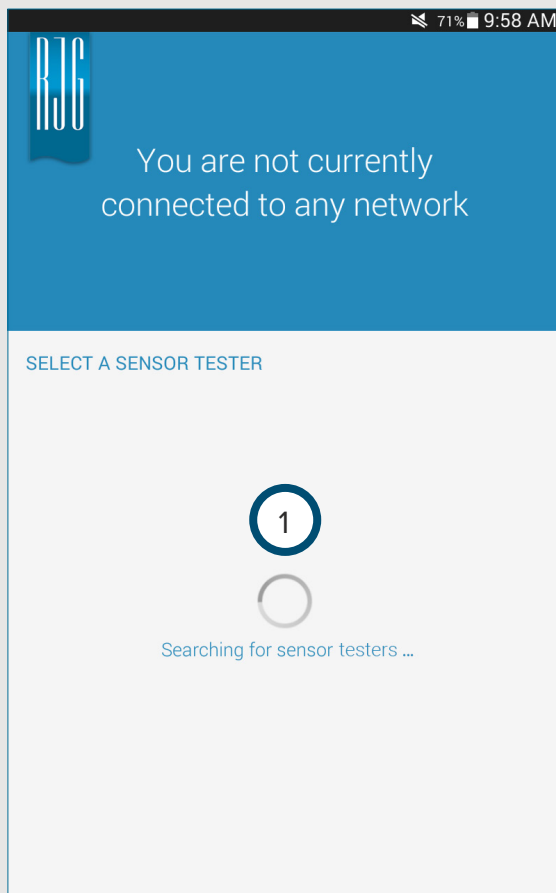 71% 9:58 AM
RJG
You are not currently
connected to any network
SELECT A SENSOR TESTER
1
Searching for sensor testers ...